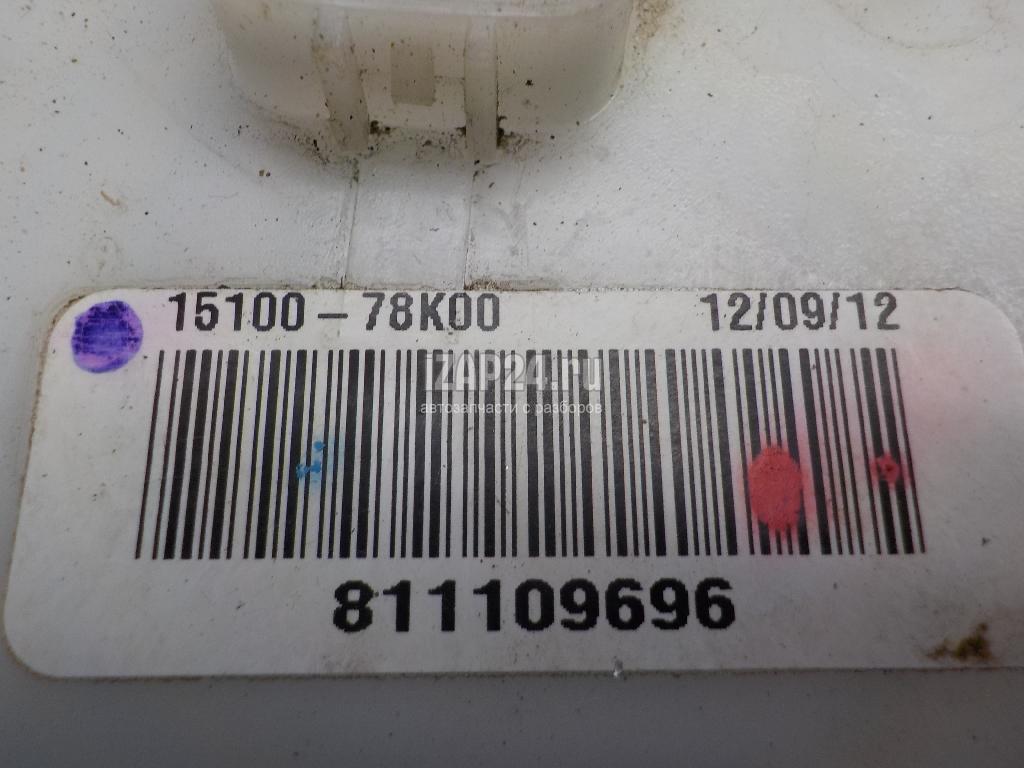 15100-78K00 12/09/12
iZAP24.ru
автозапчасти с разборов
811109696